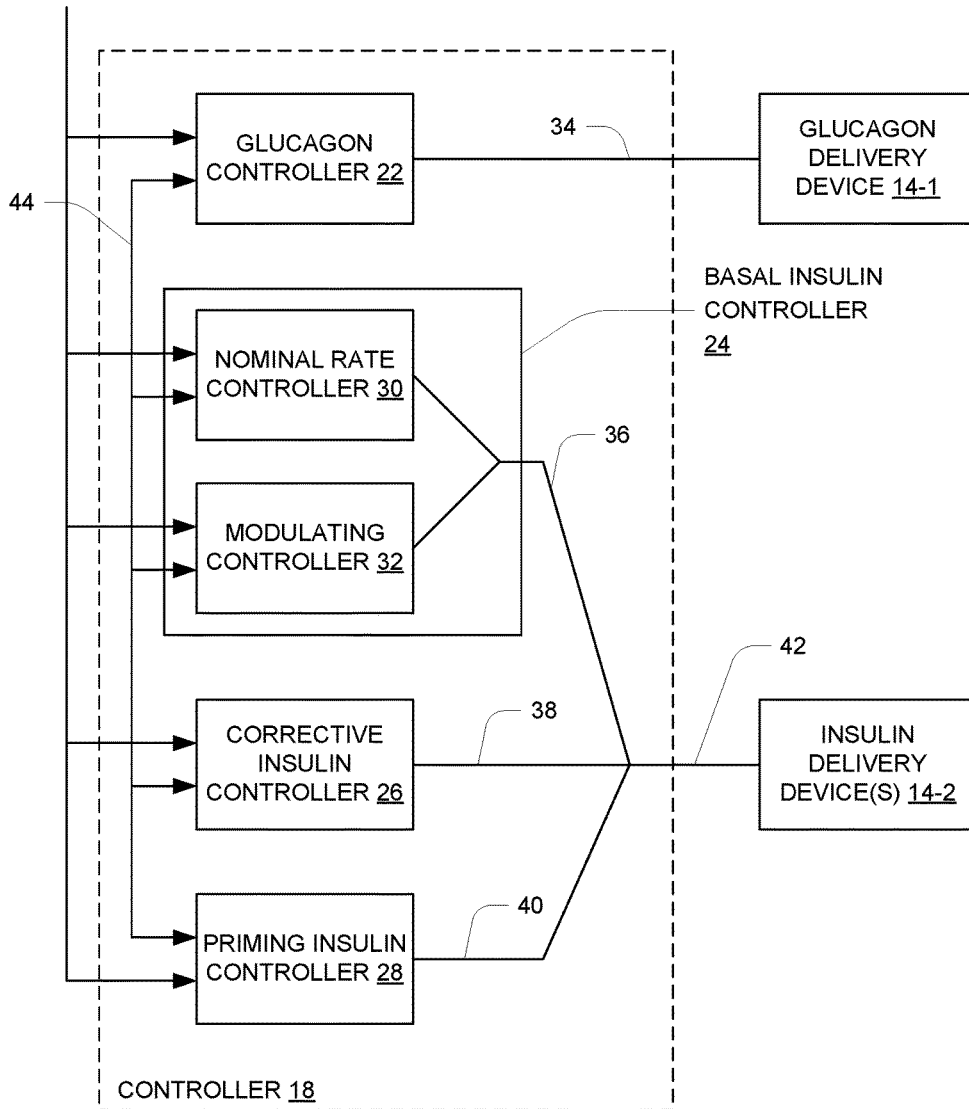 GLUCAGON
CONTROLLER 22
34
GLUCAGON
DELIVERY
DEVICE 14-1
44
BASAL INSULIN
CONTROLLER
24
NOMINAL RATE
CONTROLLER 30
36
MODULATING
CONTROLLER 32
42
CORRECTIVE
INSULIN
CONTROLLER 26
38
INSULIN
DELIVERY
DEVICE(S) 14-2
PRIMING INSULIN
CONTROLLER 28
40
CONTROLLER 18